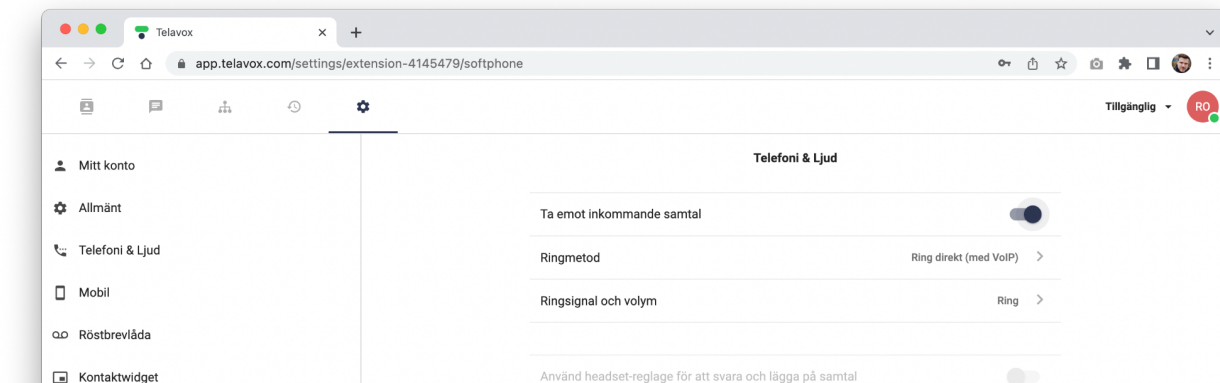 Telavox
app.telavox.com/settings/extension-4145479/softphone
Tillgänglig
RO
Mitt konto
Allmänt
Telefoni & Ljud
Mobil
Röstbrevlåda
Kontaktwidget
Telefoni & Ljud
Ta emot inkommande samtal
Ringmetod Ring direkt (med VoIP)
Ringsignal och volym Ring
Använd headset-reglage för att svara och lägga på samtal